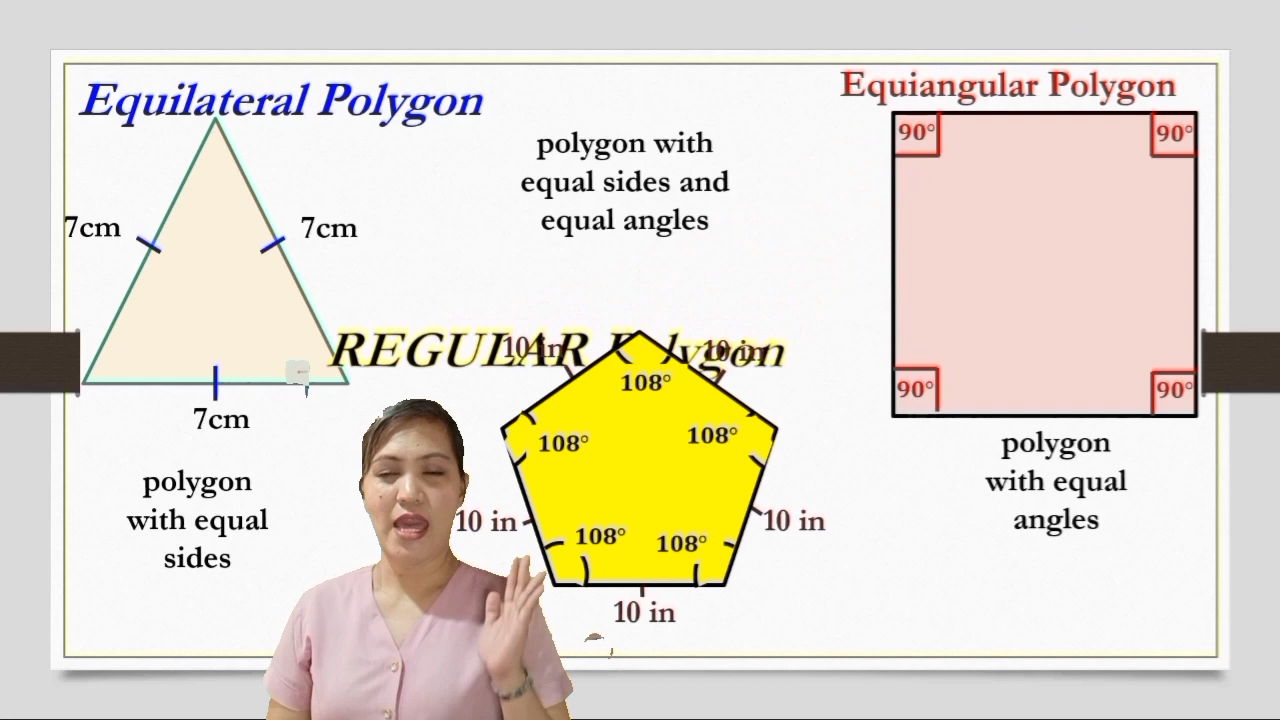 Equilateral Polygon
7cm
7cm
7cm
polygon
with equal
sides
polygon with
equal sides and
equal angles
REGULAR Polygon
10 in
10 in
108°
108°
108°
10 in
10 in
108°
108°
10 in
Equiangular Polygon
90°
90°
90°
90°
polygon
with equal
angles